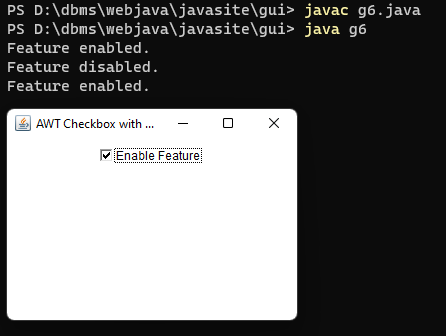 PS D:\dbms\webjava\javasite\gui> javac g6.java
PS D:\dbms\webjava\javasite\gui> java g6
Feature enabled.
Feature disabled.
Feature enabled.
AWT Checkbox with ...
Enable Feature